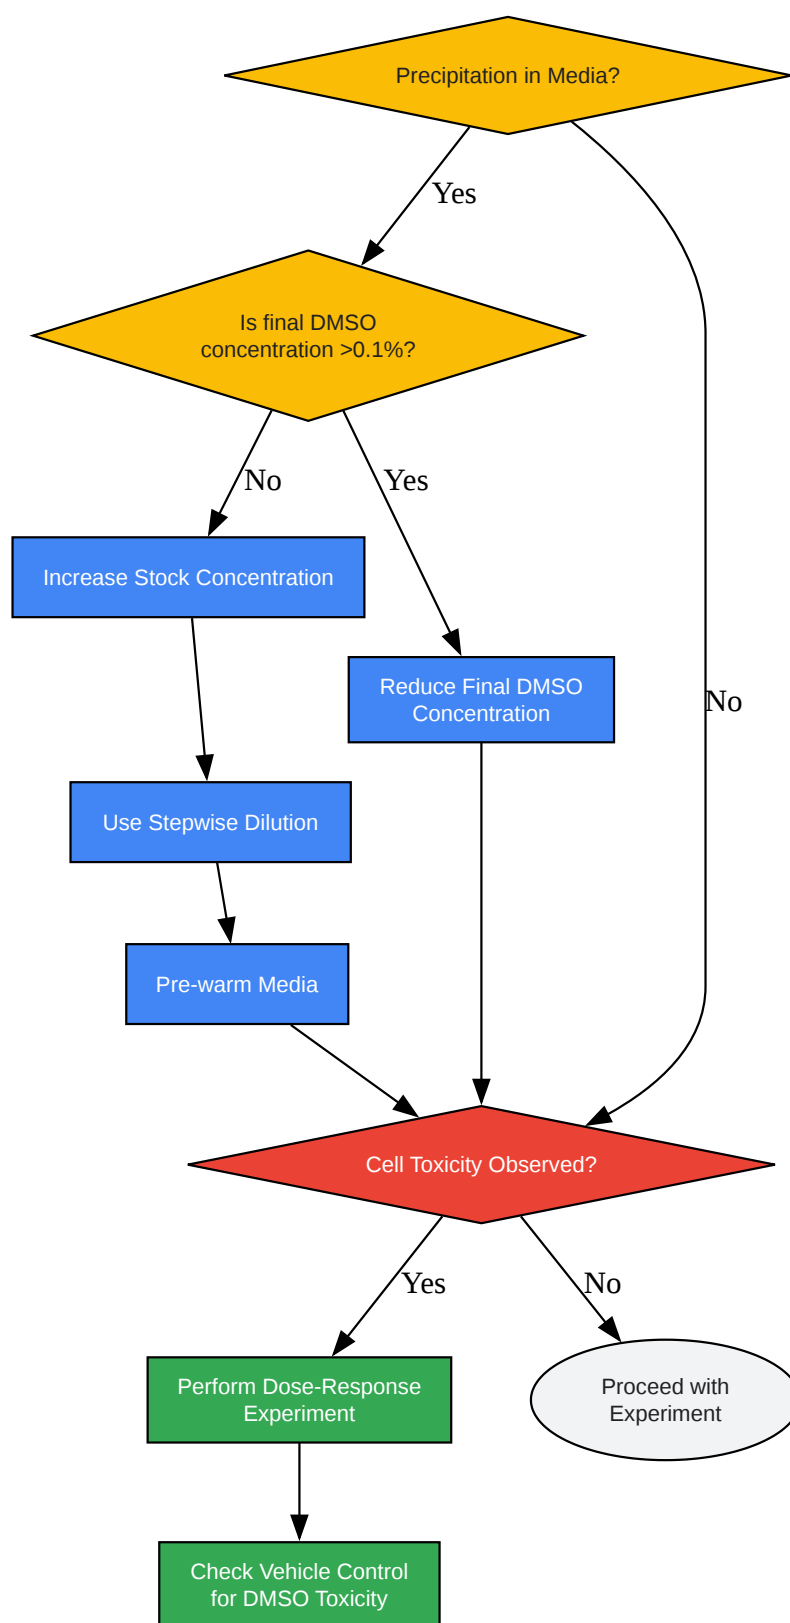 Precipitation in Media?
Yes
Is final DMSO
concentration >0.1%?
No
Yes
Increase Stock Concentration
Reduce Final DMSO
Concentration
No
Use Stepwise Dilution
Pre-warm Media
Cell Toxicity Observed?
Yes
No
Perform Dose-Response
Experiment
Proceed with
Experiment
Check Vehicle Control
for DMSO Toxicity